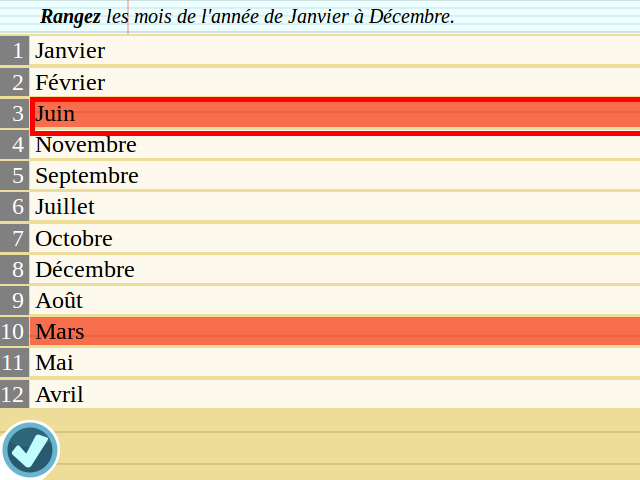 Rangez les mois de l'année de Janvier à Décembre.
1 Janvier
2 Février
3 Juin
4 Novembre
5 Septembre
6 Juillet
7 Octobre
8 Décembre
9 Août
10 Mars
11 Mai
12 Avril